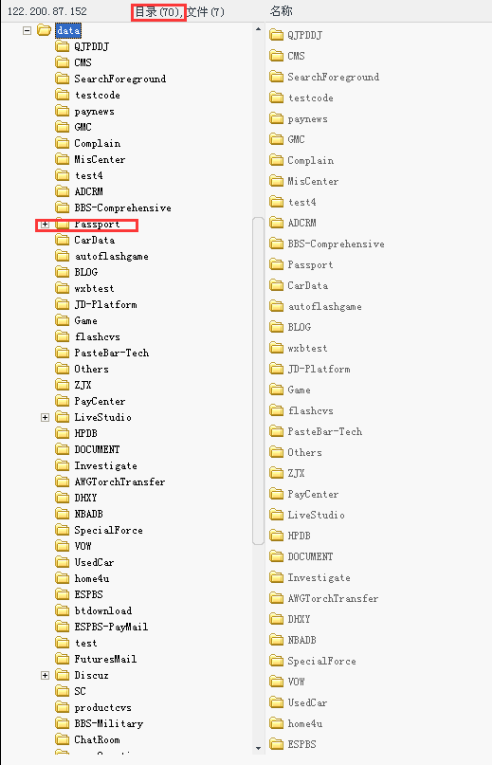 122.200.87.152 目录(70),文件(7) 名称
data
QJPDDJ
CMS
SearchForeground
testcode
paynews
GMC
Complain
MisCenter
test4
ADCRM
BBS-Comprehensive
Passport
CarData
autoflashgame
BLOG
wxbtest
JD-Platform
Game
flashcvs
PasteBar-Tech
Others
ZJX
PayCenter
LiveStudio
HPDB
DOCUMENT
Investigate
AWGTorchTransfer
DHXY
NBADB
SpecialForce
VOW
UsedCar
home4u
ESPBS
btdownload
ESPBS-PayMail
test
FuturesMail
Discuz
SC
productcvs
BBS-Military
ChatRoom
QJPDDJ
CMS
SearchForeground
testcode
paynews
GMC
Complain
MisCenter
test4
ADCRM
BBS-Comprehensive
Passport
CarData
autoflashgame
BLOG
wxbtest
JD-Platform
Game
flashcvs
PasteBar-Tech
Others
ZJX
PayCenter
LiveStudio
HPDB
DOCUMENT
Investigate
AWGTorchTransfer
DHXY
NBADB
SpecialForce
VOW
UsedCar
home4u
ESPBS